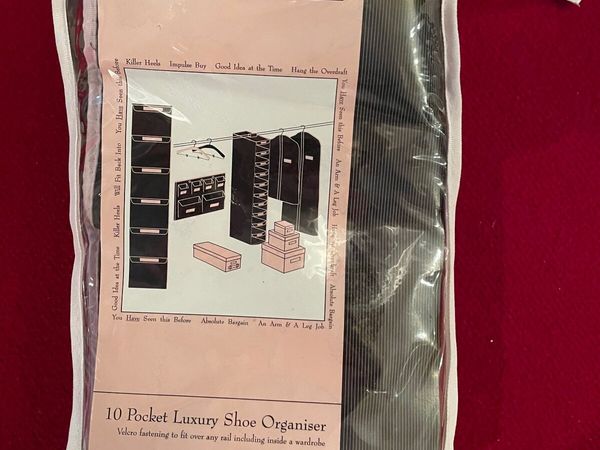 Killer Heels Impulse Buy Good Idea at the Time Hang the Overdraft
You Have Seen this Before An Arm & A Leg Job Hang the Overdraft Absolute Bargain
Good Idea at the Time Killer Heels Will Fit Back Into You Have Seen this Before
You Have Seen this Before Absolute Bargain An Arm & A Leg Job
10 Pocket Luxury Shoe Organiser
Velcro fastening to fit over any rail including inside a wardrobe